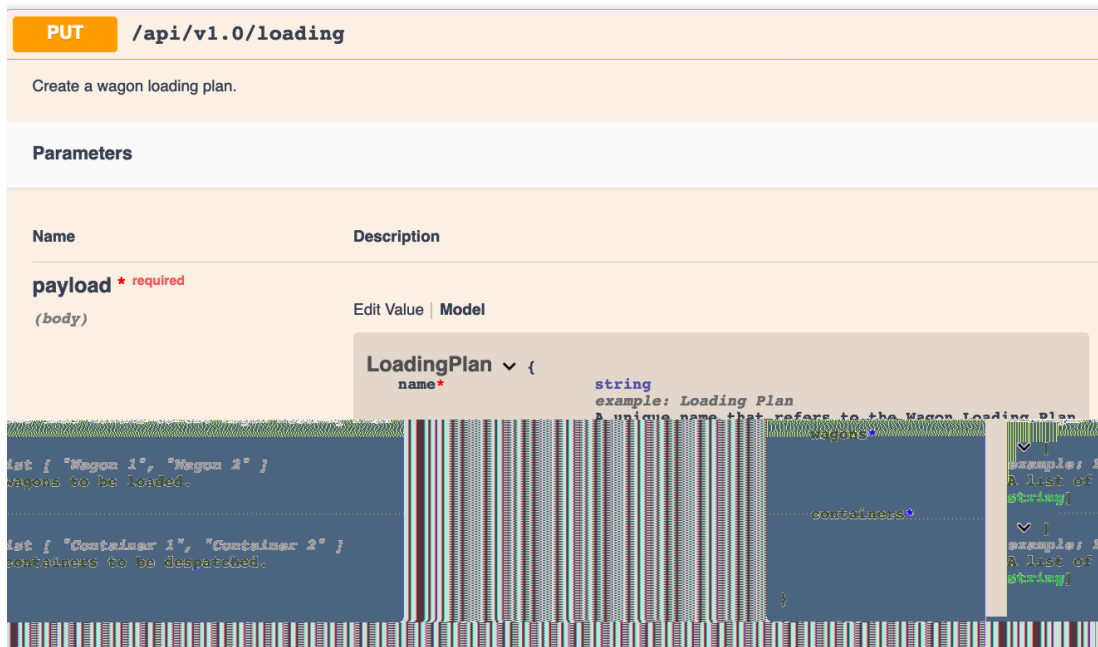 PUT /api/v1.0/loading
Create a wagon loading plan.
Parameters
Name Description
payload * required
(body)
Edit Value | Model
LoadingPlan {
name* string
example: Loading Plan
A unique name that refers to the Wagon Loading Plan
wagons* [
ist [ "Wagon 1", "Wagon 2" ] example:
wagons to be loaded. A list of
string]
containers* [
ist [ "Container 1", "Container 2" ] example:
containers to be despatched. A list of
string]
}